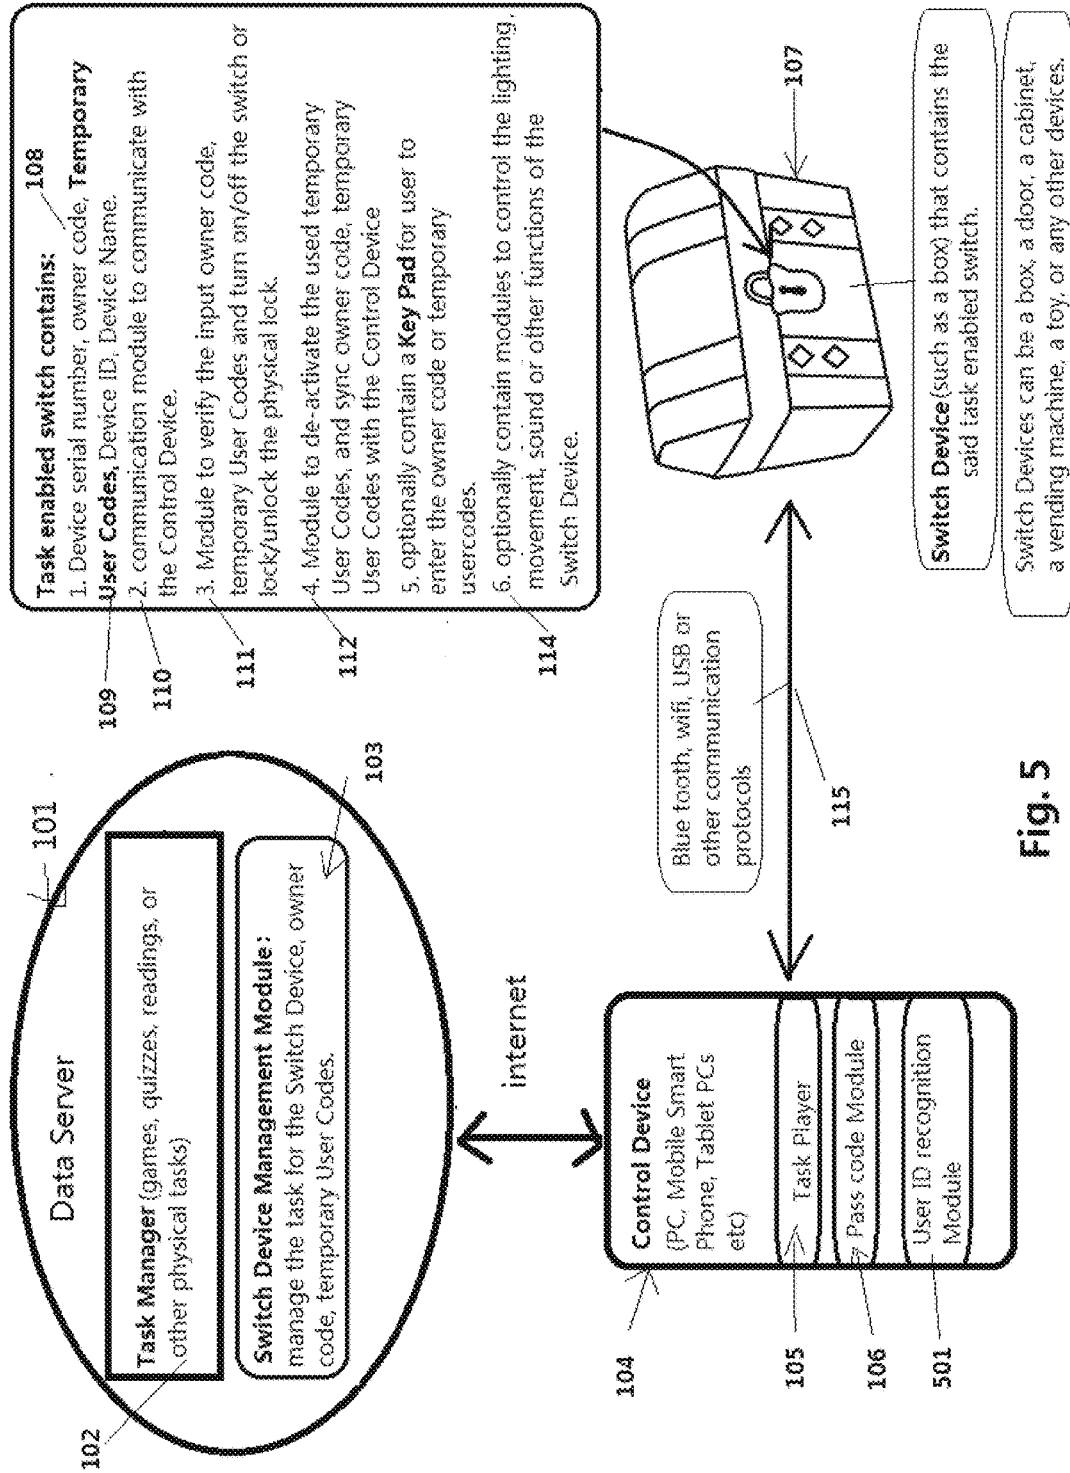 Data Server
101
Task Manager (games, quizzes, readings, or
other physical tasks)
102
Switch Device Management Module:
manage the task for the Switch Device, owner
code, temporary User Codes.
103
internet
Control Device
(PC, Mobile Smart
Phone, Tablet PCs
etc)
104
Task Player
105
Pass code Module
106
User ID recognition
Module
501
Task enabled switch contains:
108
1. Device serial number, owner code, Temporary
User Codes, Device ID, Device Name.
109
2. communication module to communicate with
the Control Device.
110
3. Module to verify the input owner code,
temporary User Codes and turn on/off the switch or
lock/unlock the physical lock.
111
4. Module to de-activate the used temporary
User Codes, and sync owner code, temporary
User Codes with the Control Device
112
5. optionally contain a Key Pad for user to
enter the owner code or temporary
usercodes.
6. optionally contain modules to control the lighting,
movement, sound or other functions of the
Switch Device.
114
Blue tooth, wifi, USB or
other communication
protocols
115
107
Switch Device (such as a box) that contains the
said task enabled switch.
Switch Devices can be a box, a door, a cabinet,
a vending machine, a toy, or any other devices.
Fig. 5